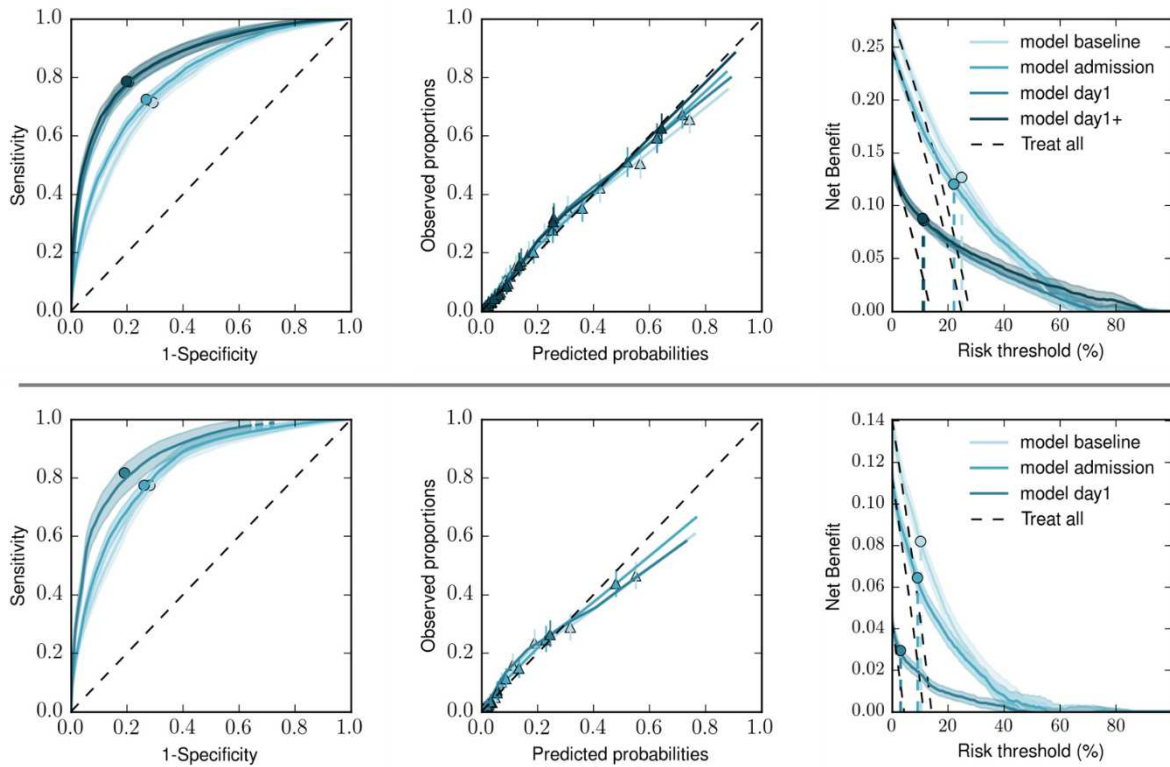 1.0
0.8
0.6
0.4
0.2
0.0
0.0 0.2 0.4 0.6 0.8 1.0
Sensitivity
1-Specificity
1.0
0.8
0.6
0.4
0.2
0.0
0.0 0.2 0.4 0.6 0.8 1.0
Observed proportions
Predicted probabilities
0.25
0.20
0.15
0.10
0.05
0.00
0 20 40 60 80
Net Benefit
Risk threshold (%)
model baseline
model admission
model day1
model day1+
Treat all
1.0
0.8
0.6
0.4
0.2
0.0
0.0 0.2 0.4 0.6 0.8 1.0
Sensitivity
1-Specificity
1.0
0.8
0.6
0.4
0.2
0.0
0.0 0.2 0.4 0.6 0.8 1.0
Observed proportions
Predicted probabilities
0.14
0.12
0.10
0.08
0.06
0.04
0.02
0.00
0 20 40 60 80
Net Benefit
Risk threshold (%)
model baseline
model admission
model day1
Treat all